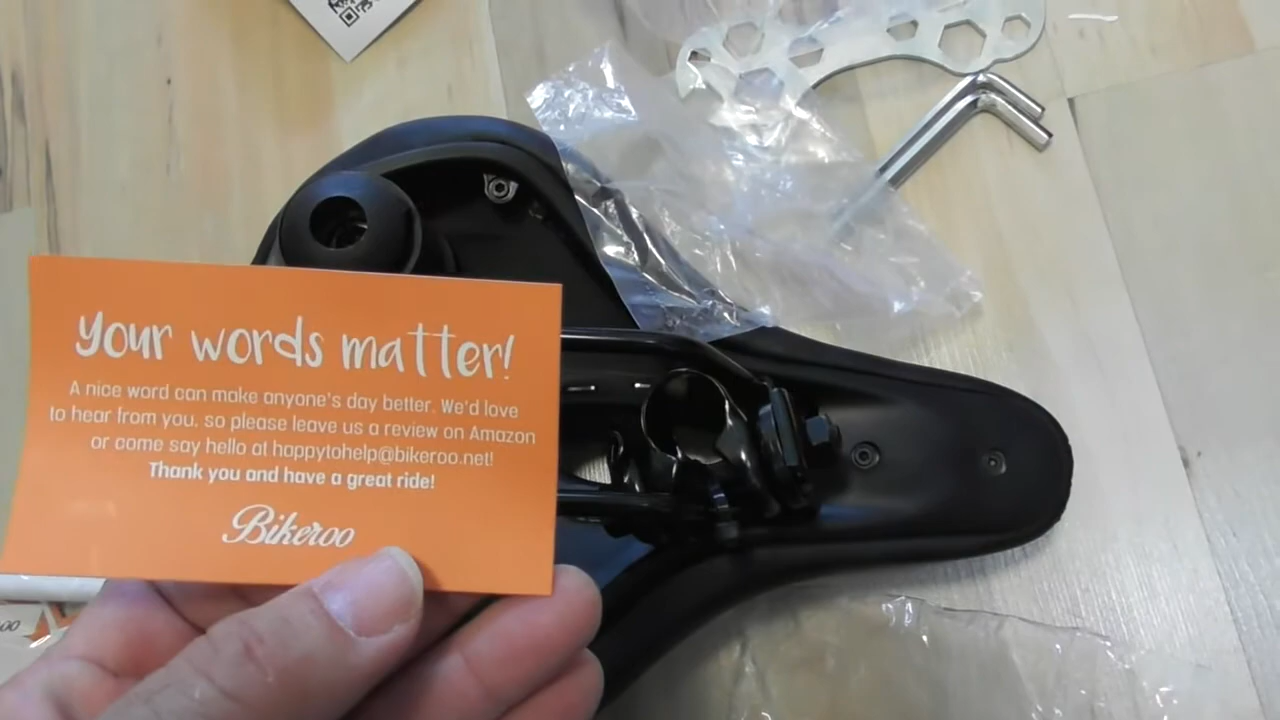 your words matter!
A nice word can make anyone's day better. We'd love
to hear from you, so please leave us a review on Amazon
or come say hello at happytohelp@bikeroo.net!
Thank you and have a great ride!
Bikeroo